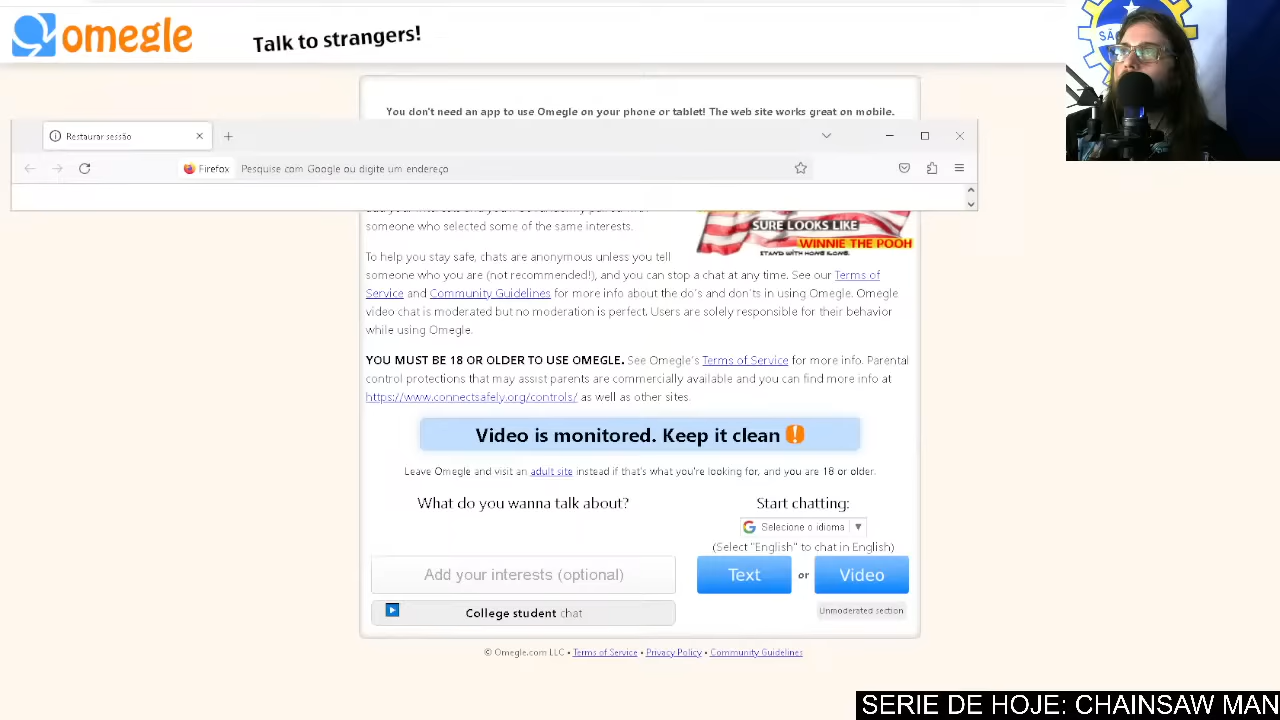 omegle
Talk to strangers!
SÃ
You don't need an app to use Omegle on your phone or tablet! The web site works great on mobile.
Restaurar sessão
Firefox
Pesquise com Google ou digite um endereço
someone who selected some of the same interests.
SURE LOOKS LIKE
WINNIE THE POOH
STAND WITH HONG KONG.
To help you stay safe, chats are anonymous unless you tell
someone who you are (not recommended!), and you can stop a chat at any time. See our Terms of
Service and Community Guidelines for more info about the do's and don'ts in using Omegle. Omegle
video chat is moderated but no moderation is perfect. Users are solely responsible for their behavior
while using Omegle.
YOU MUST BE 18 OR OLDER TO USE OMEGLE. See Omegle's Terms of Service for more info. Parental
control protections that may assist parents are commercially available and you can find more info at
https://www.connectsafely.org/controls/ as well as other sites.
Video is monitored. Keep it clean !
Leave Omegle and visit an adult site instead if that's what you're looking for, and you are 18 or older.
What do you wanna talk about?
Start chatting:
Selecione o idioma
(Select "English" to chat in English)
Add your interests (optional)
Text or Video
College student chat
Unmoderated section
© Omegle.com LLC • Terms of Service • Privacy Policy • Community Guidelines
SERIE DE HOJE: CHAINSAW MAN